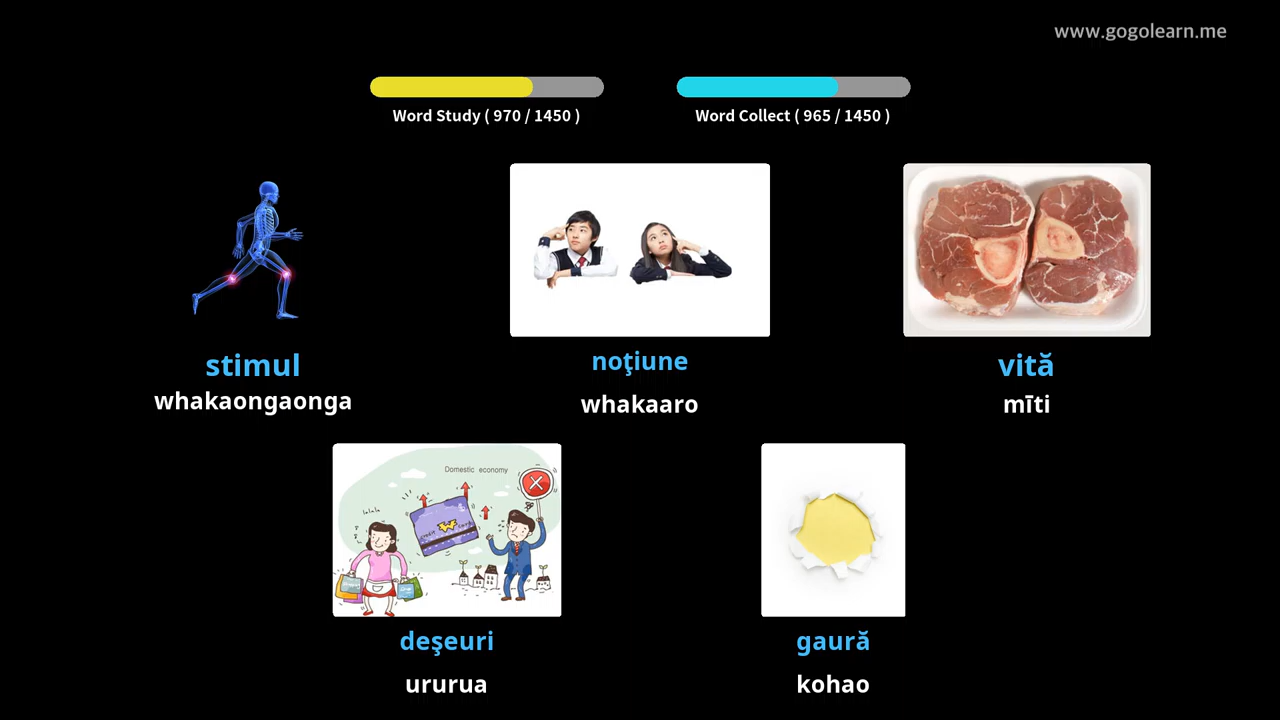 www.gogolearn.me
Word Study ( 970 / 1450 )
Word Collect ( 965 / 1450 )
stimul
whakaongaonga
noţiune
whakaaro
vită
mīti
Domestic economy
lalala
deşeuri
ururua
gaură
kohao